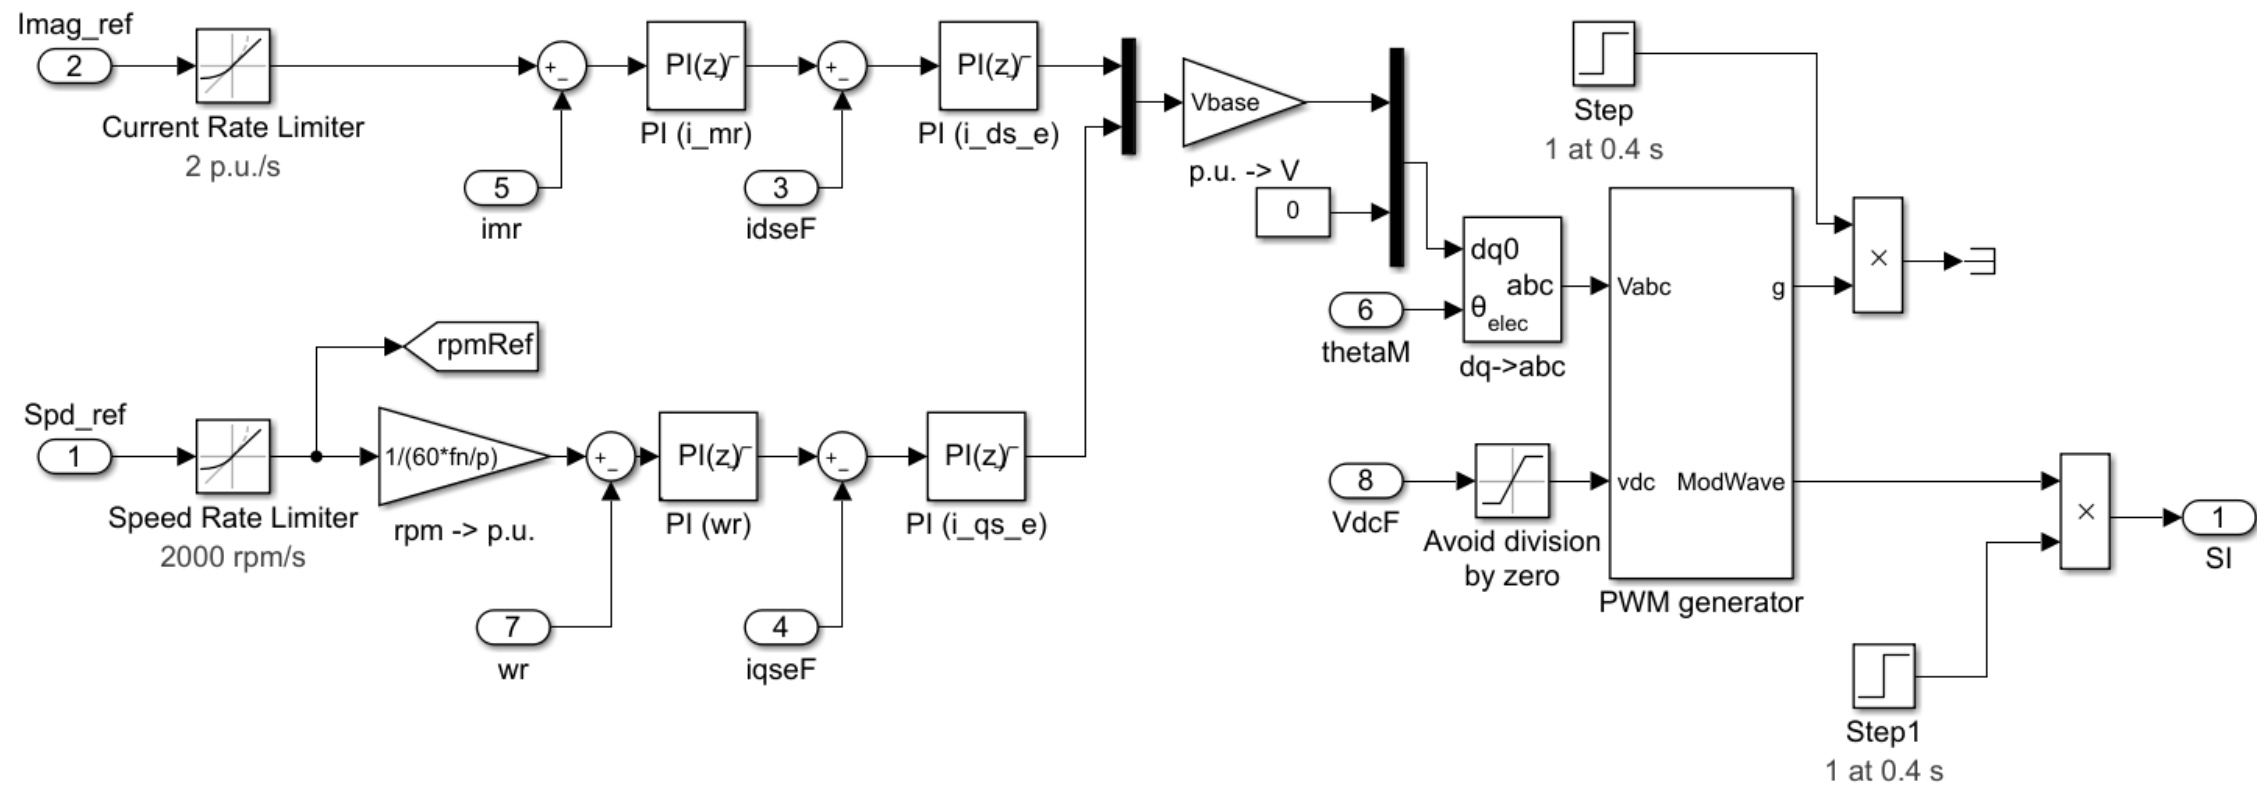 Imag_ref
2
Current Rate Limiter
2 p.u./s
+
−
PI(z)
PI (i_mr)
5
imr
+
−
PI(z)
PI (i_ds_e)
3
idseF
Vbase
p.u. -> V
0
Step
1 at 0.4 s
×
dq0
abc
θ
elec
dq->abc
6
thetaM
Vabc
g
vdc
ModWave
PWM generator
rpmRef
Spd_ref
1
Speed Rate Limiter
2000 rpm/s
1/(60*fn/p)
rpm -> p.u.
+
−
PI(z)
PI (wr)
7
wr
+
−
PI(z)
PI (i_qs_e)
4
iqseF
8
VdcF
Avoid division
by zero
×
1
SI
Step1
1 at 0.4 s